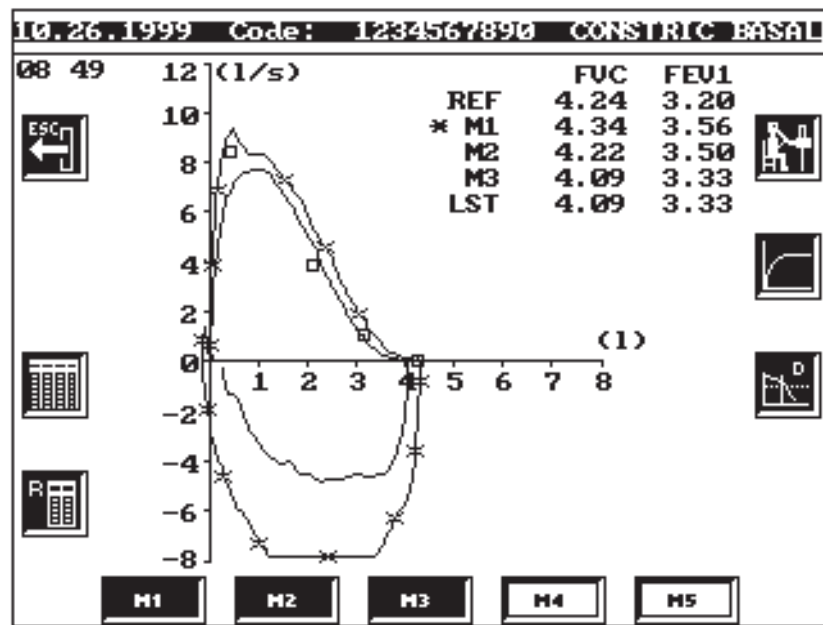 10.26.1999 Code: 1234567890 CONSTRIC BASAL
08 49
12 (l/s)
FVC FEV1
REF 4.24 3.20
* M1 4.34 3.56
M2 4.22 3.50
M3 4.09 3.33
LST 4.09 3.33
ESC
10
8
6
4
2
(l)
0
1 2 3 4 5 6 7 8
D
-2
-4
R
-6
-8
M1 M2 M3 M4 M5